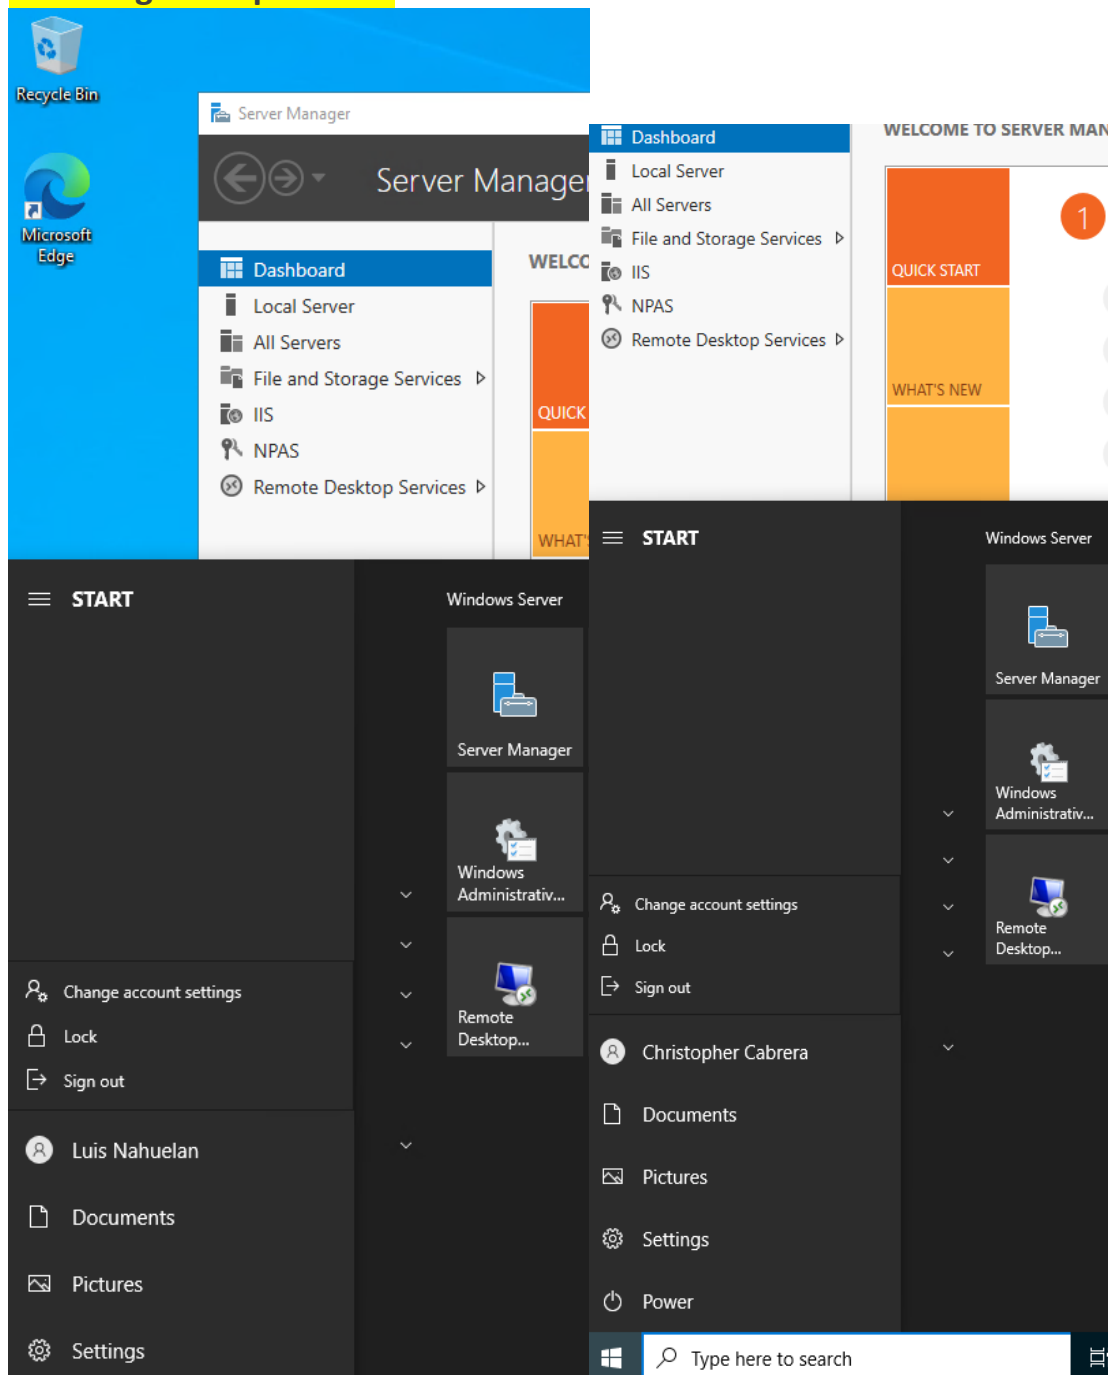 Recycle Bin
Microsoft
Edge
Server Manager
Server Manager
Dashboard
Local Server
All Servers
File and Storage Services
IIS
NPAS
Remote Desktop Services
QUICK
START
Windows Server
Server Manager
Windows
Administrativ...
Remote
Desktop...
Change account settings
Lock
Sign out
Luis Nahuelan
Documents
Pictures
Settings
Dashboard
Local Server
All Servers
File and Storage Services
IIS
NPAS
Remote Desktop Services
WELCOME TO SERVER MAN
1
QUICK START
WHAT'S NEW
START
Windows Server
Server Manager
Windows
Administrativ...
Remote
Desktop...
Change account settings
Lock
Sign out
Christopher Cabrera
Documents
Pictures
Settings
Power
Type here to search